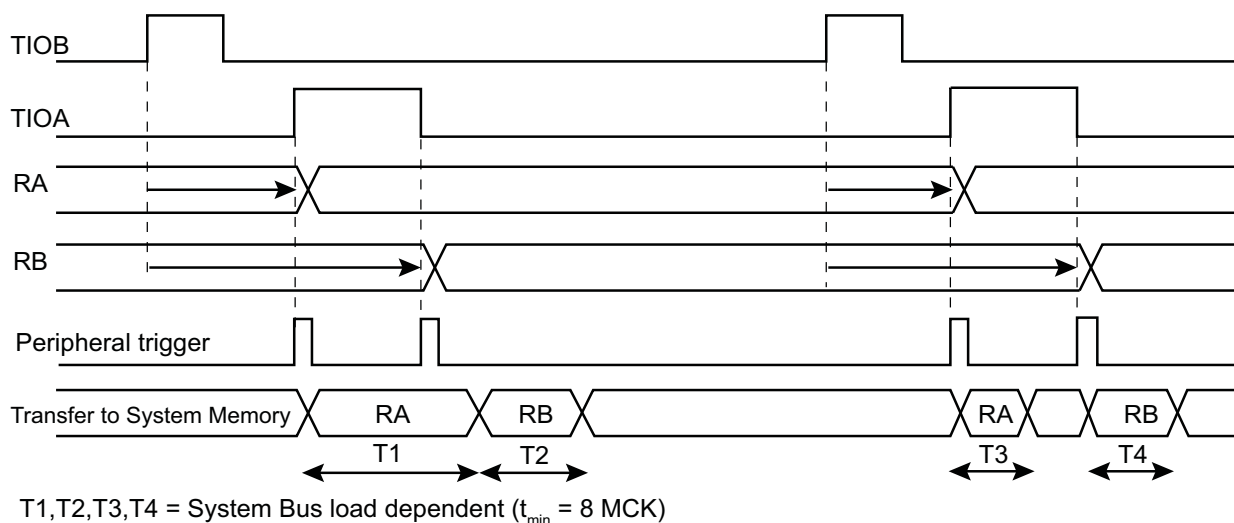 TIOB
TIOA
RA
RB
Peripheral trigger
Transfer to System Memory RA RB RA RB
T1 T2 T3 T4
T1,T2,T3,T4 = System Bus load dependent (tmin = 8 MCK)